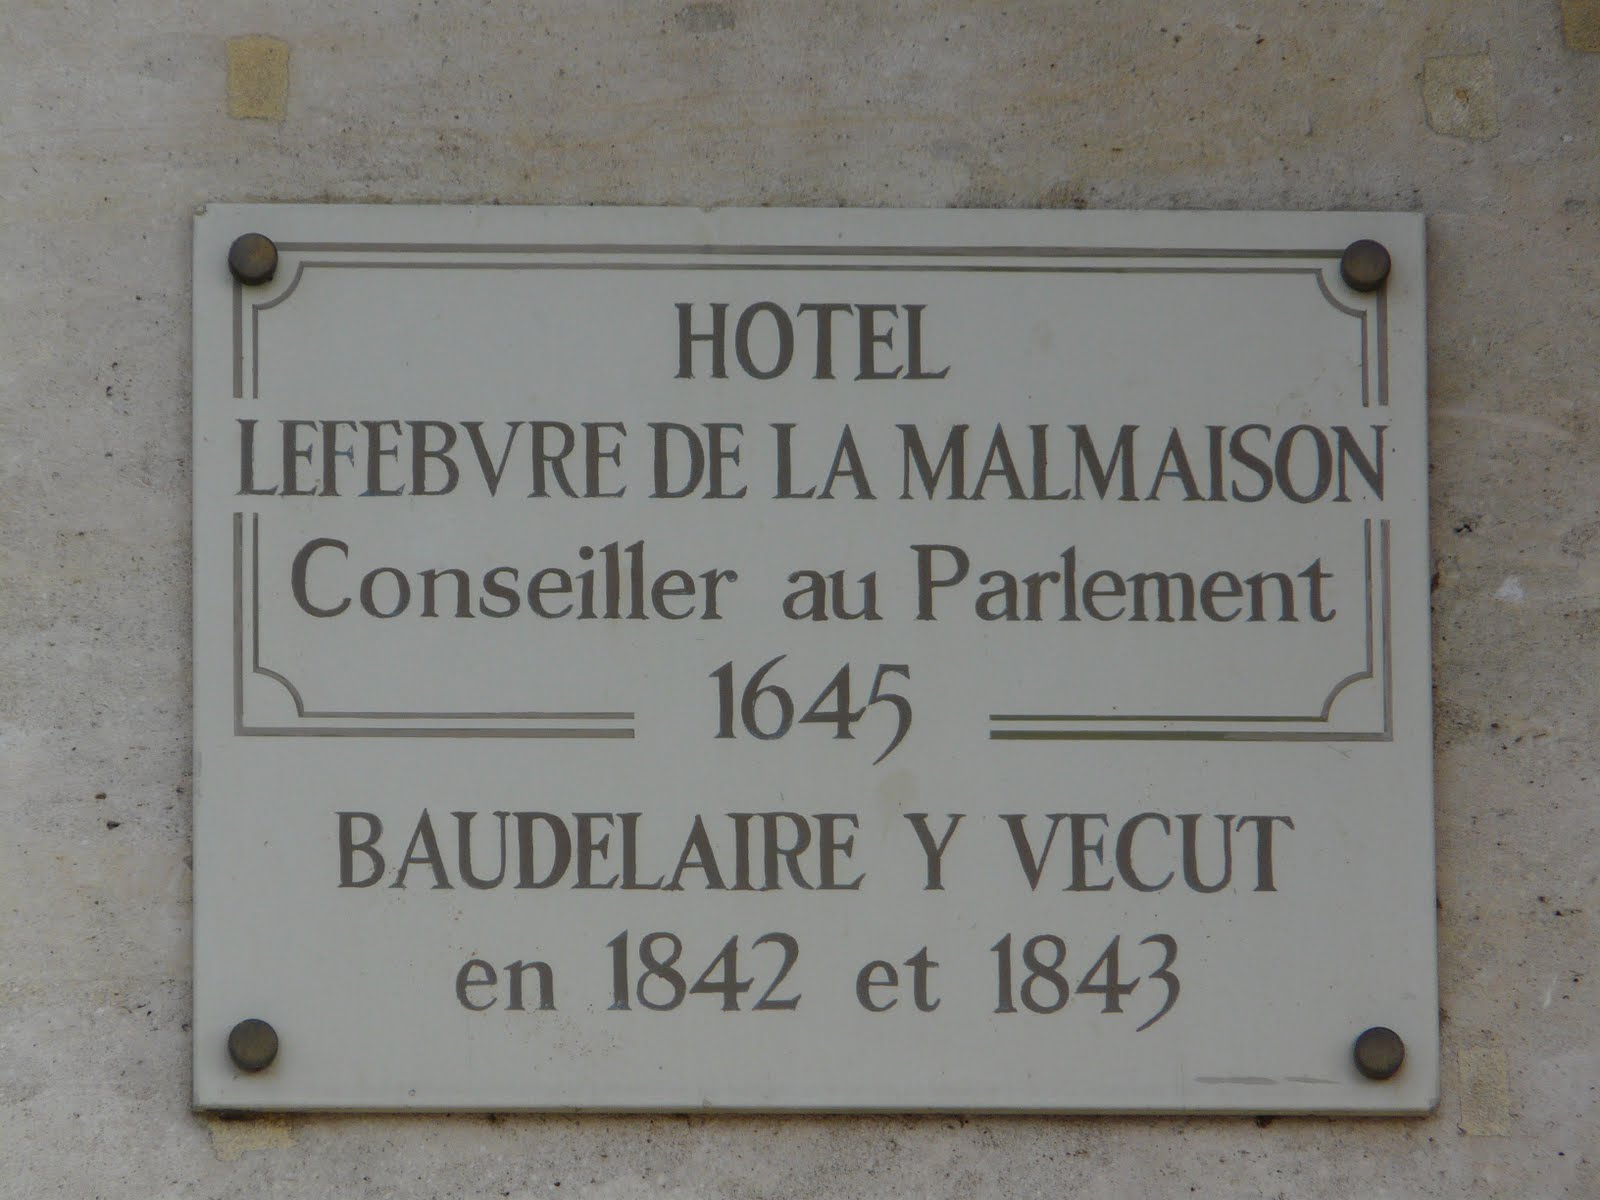 HOTEL
LEFEBVRE DE LA MALMAISON
Conseiller au Parlement
1645
BAUDELAIRE Y VECUT
en 1842 et 1843